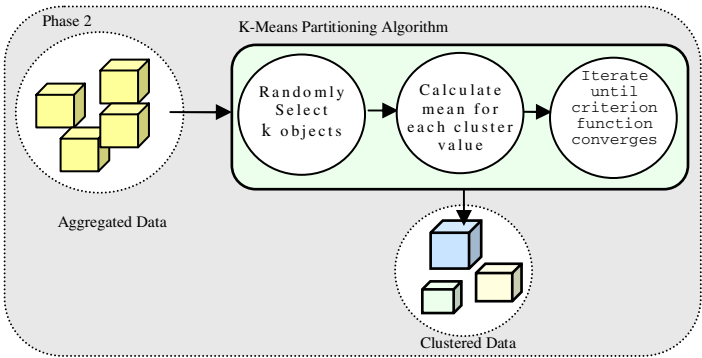 Phase 2
K-Means Partitioning Algorithm
Randomly
Select
k objects
Calculate
mean for
each cluster
value
Iterate
until
criterion
function
converges
Aggregated Data
Clustered Data